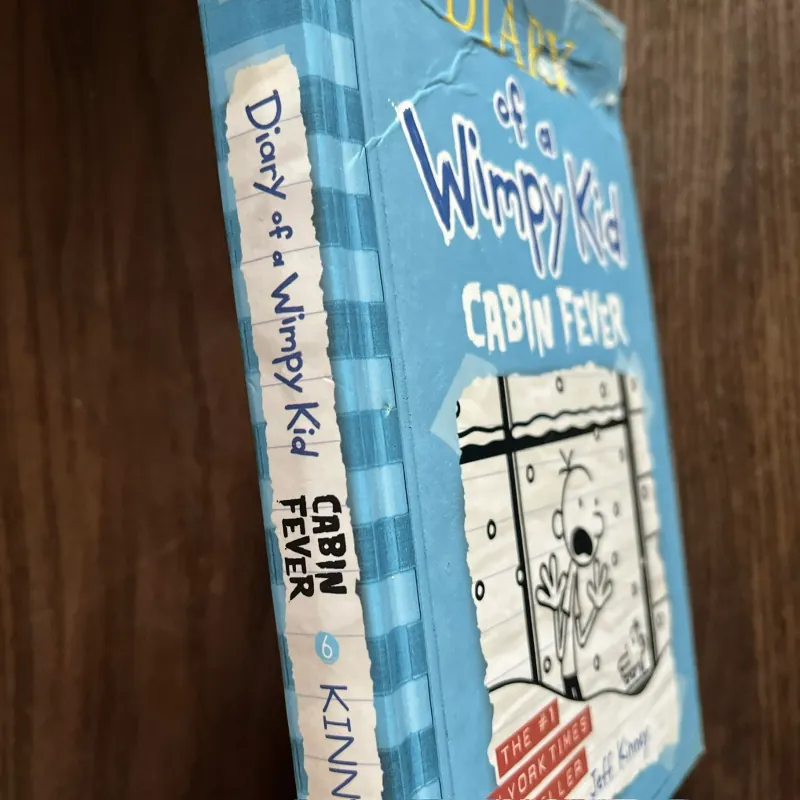 Diary of a Wimpy Kid
CABIN
FEVER
6
KINN
DIARY
of a
Wimpy Kid
CABIN FEVER
THE #1
YORK TIMES
LLER
Jeff Kinney